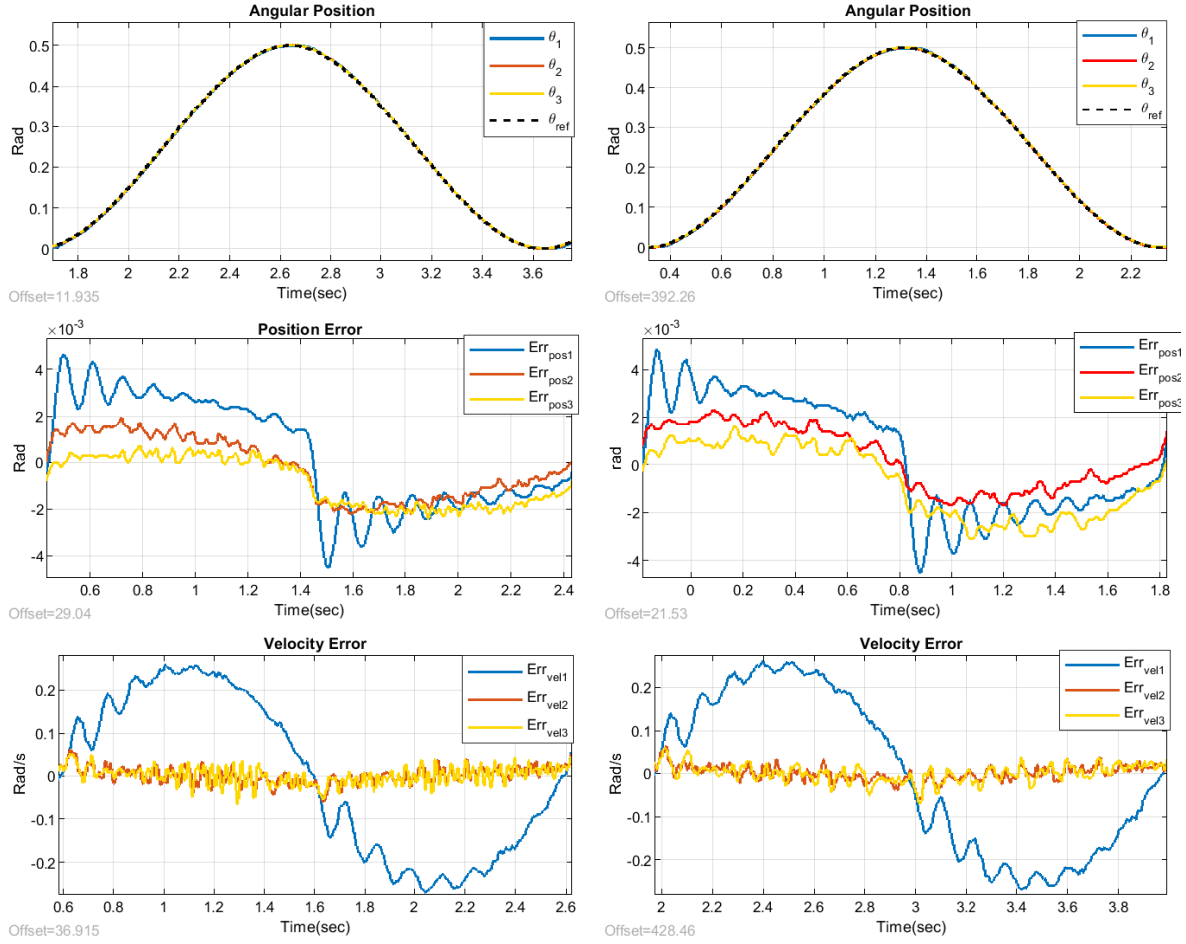 Angular Position
Rad
0.5
0.4
0.3
0.2
0.1
0
θ1
θ2
θ3
θref
1.8 2 2.2 2.4 2.6 2.8 3 3.2 3.4 3.6
Time(sec)
Offset=11.935
Angular Position
Rad
0.5
0.4
0.3
0.2
0.1
0
θ1
θ2
θ3
θref
0.4 0.6 0.8 1 1.2 1.4 1.6 1.8 2 2.2
Time(sec)
Offset=392.26
×10-3
Position Error
Rad
4
2
0
-2
-4
Errpos1
Errpos2
Errpos3
0.6 0.8 1 1.2 1.4 1.6 1.8 2 2.2 2.4
Time(sec)
Offset=29.04
×10-3
rad
4
2
0
-2
-4
Errpos1
Errpos2
Errpos3
0 0.2 0.4 0.6 0.8 1 1.2 1.4 1.6 1.8
Time(sec)
Offset=21.53
Velocity Error
Rad/s
0.2
0.1
0
-0.1
-0.2
Errvel1
Errvel2
Errvel3
0.6 0.8 1 1.2 1.4 1.6 1.8 2 2.2 2.4 2.6
Time(sec)
Offset=36.915
Velocity Error
Rad/s
0.2
0.1
0
-0.1
-0.2
Errvel1
Errvel2
Errvel3
2 2.2 2.4 2.6 2.8 3 3.2 3.4 3.6 3.8
Time(sec)
Offset=428.46